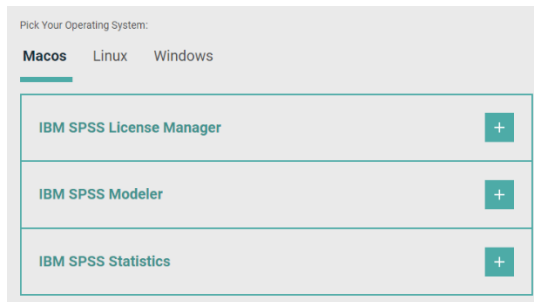 Pick Your Operating System:
Macos Linux Windows
IBM SPSS License Manager +
IBM SPSS Modeler +
IBM SPSS Statistics +